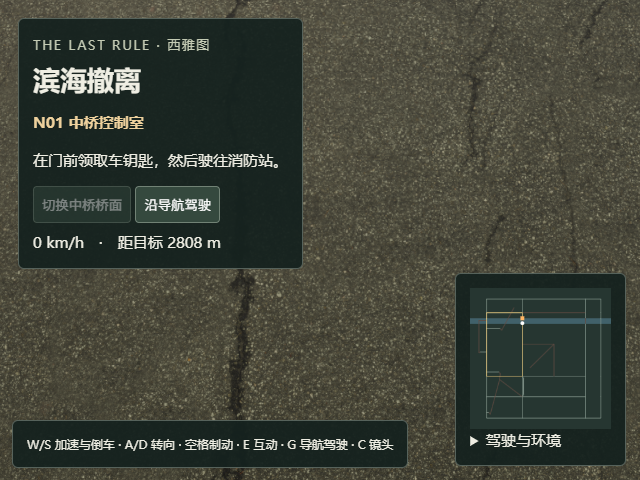 THE LAST RULE · 西雅图
滨海撤离
N01 中桥控制室
在门前领取车钥匙，然后驶往消防站。
切换中桥桥面
沿导航驾驶
0 km/h · 距目标 2808 m
▶ 驾驶与环境
W/S 加速与倒车 · A/D 转向 · 空格制动 · E 互动 · G 导航驾驶 · C 镜头